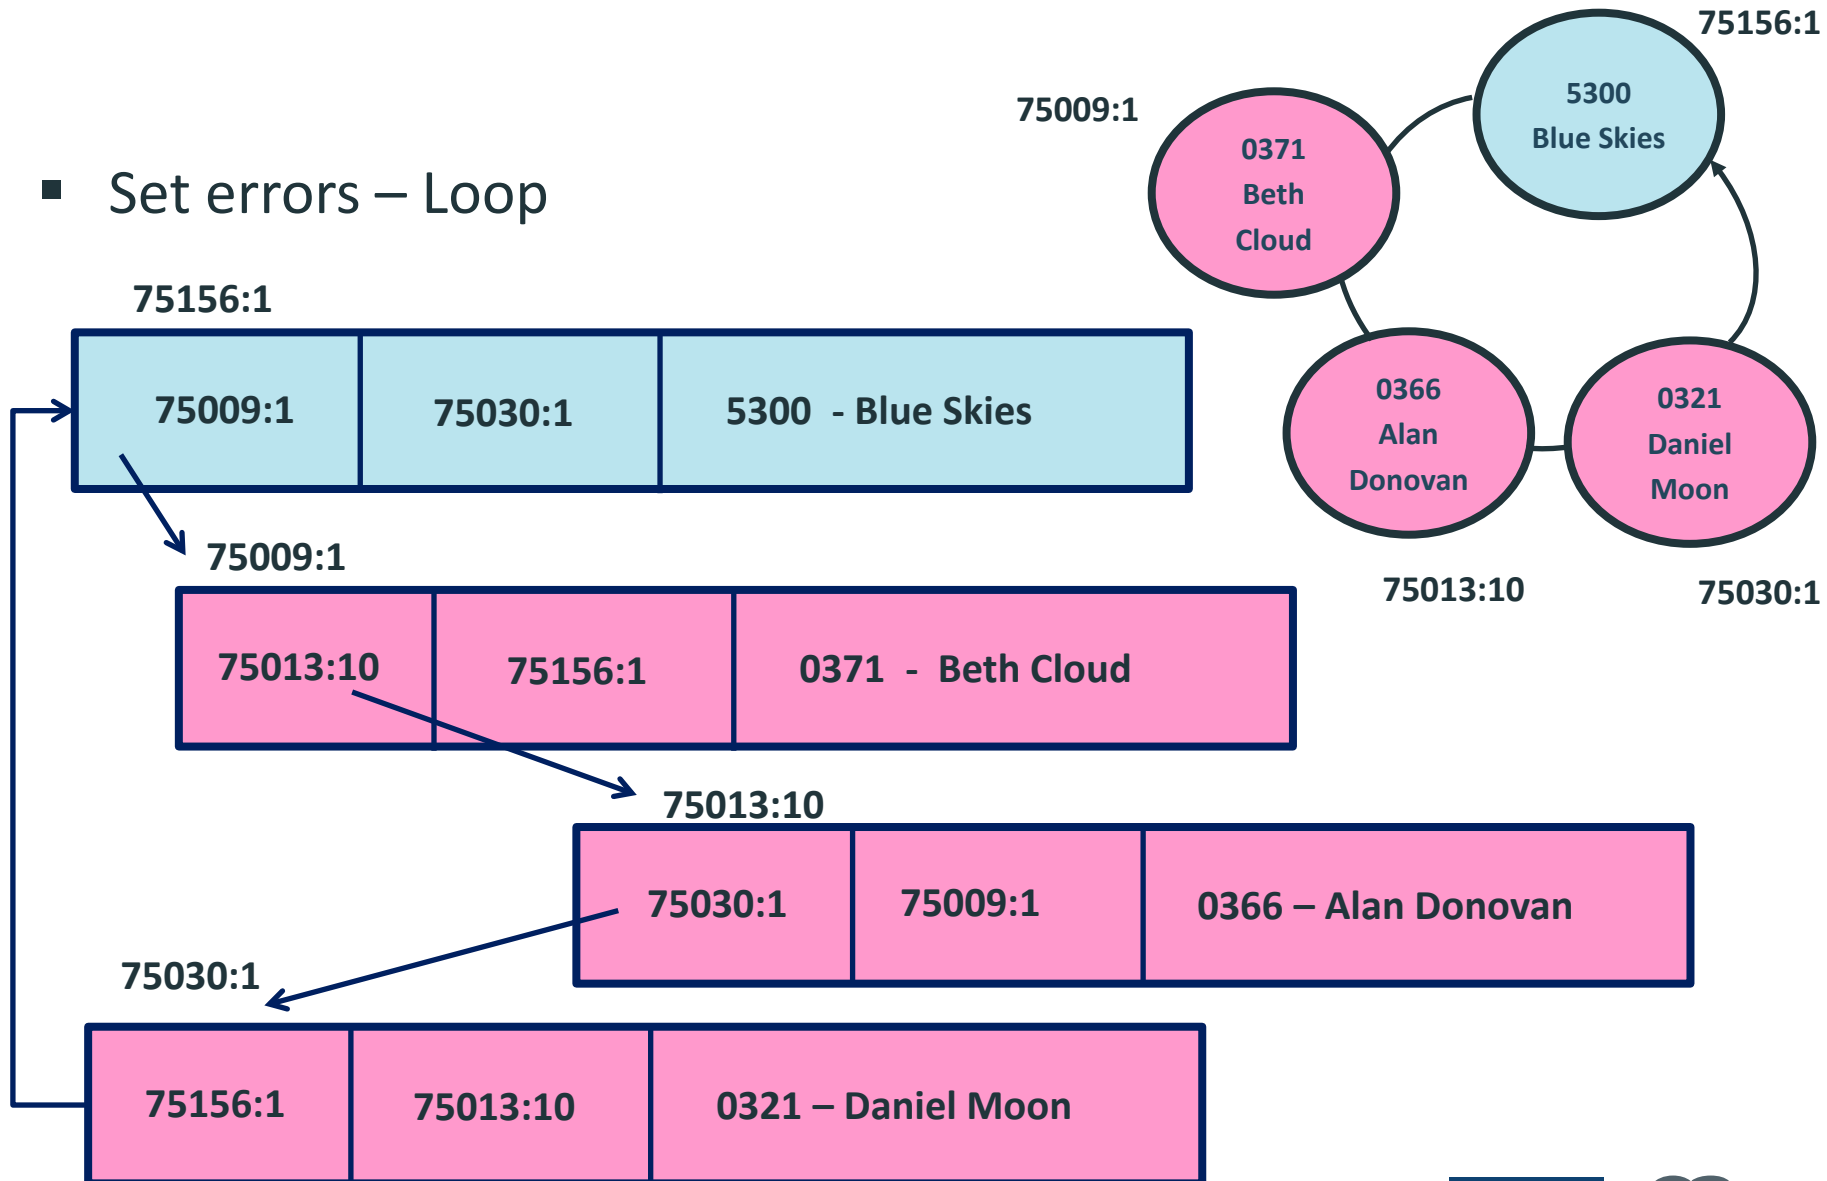 ▪ Set errors – Loop
75156:1
5300
Blue Skies
75009:1
0371
Beth
Cloud
0366
Alan
Donovan
75013:10
0321
Daniel
Moon
75030:1
75156:1
75009:1 75030:1 5300 - Blue Skies
75009:1
75013:10 75156:1 0371 - Beth Cloud
75013:10
75030:1 75009:1 0366 – Alan Donovan
75030:1
75156:1 75013:10 0321 – Daniel Moon